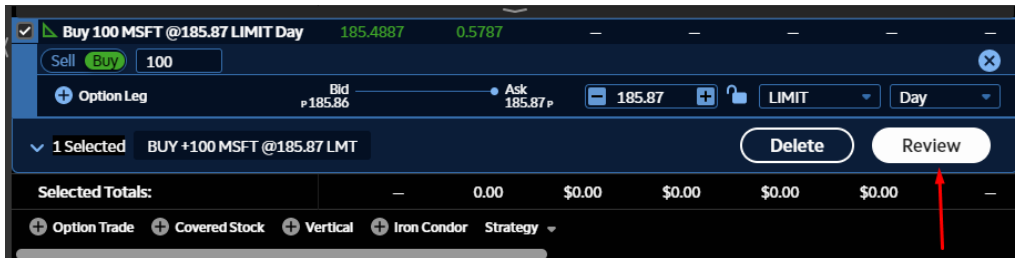 Buy 100 MSFT @185.87 LIMIT Day 185.4887 0.5787 – – – – –
Sell Buy 100
Option Leg Bid P185.86 Ask 185.87P 185.87 LIMIT Day
1 Selected BUY +100 MSFT @185.87 LMT Delete Review
Selected Totals: – 0.00 $0.00 $0.00 $0.00 $0.00 –
Option Trade Covered Stock Vertical Iron Condor Strategy